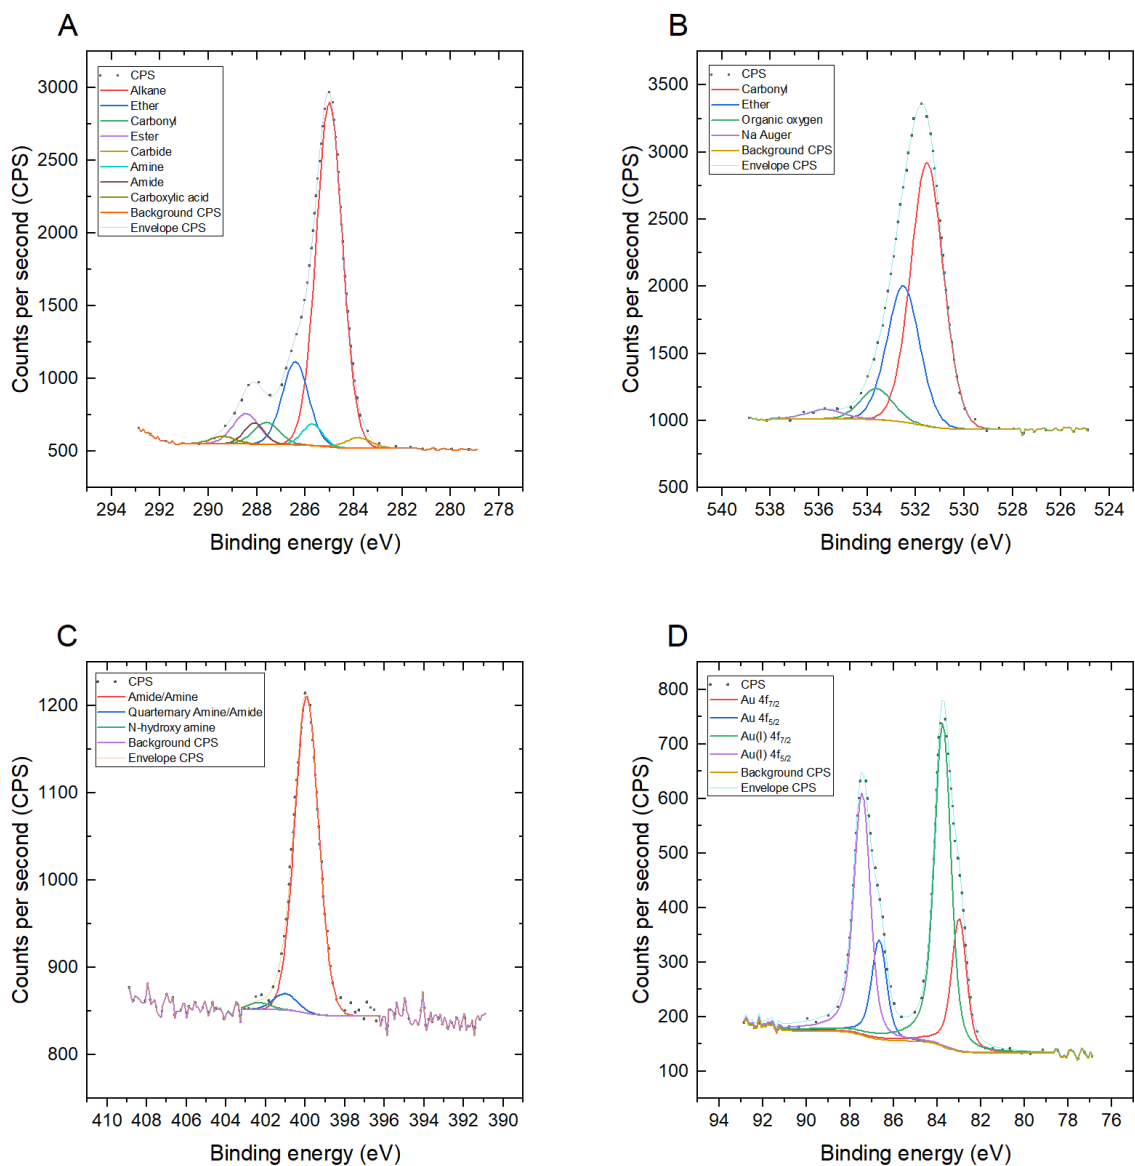 A
3000
2500
2000
1500
1000
500
Counts per second (CPS)
CPS
Alkane
Ether
Carbonyl
Ester
Carbide
Amine
Amide
Carboxylic acid
Background CPS
Envelope CPS
294 292 290 288 286 284 282 280 278
Binding energy (eV)
B
3500
3000
2500
2000
1500
1000
500
Counts per second (CPS)
CPS
Carbonyl
Ether
Organic oxygen
Na Auger
Background CPS
Envelope CPS
540 538 536 534 532 530 528 526 524
Binding energy (eV)
C
1200
1100
1000
900
800
Counts per second (CPS)
CPS
Amide/Amine
Quarternary Amine/Amide
N-hydroxy amine
Background CPS
Envelope CPS
410 408 406 404 402 400 398 396 394 392 390
Binding energy (eV)
D
800
700
600
500
400
300
200
100
Counts per second (CPS)
CPS
Au 4f7/2
Au 4f5/2
Au(I) 4f7/2
Au(I) 4f5/2
Background CPS
Envelope CPS
94 92 90 88 86 84 82 80 78 76
Binding energy (eV)